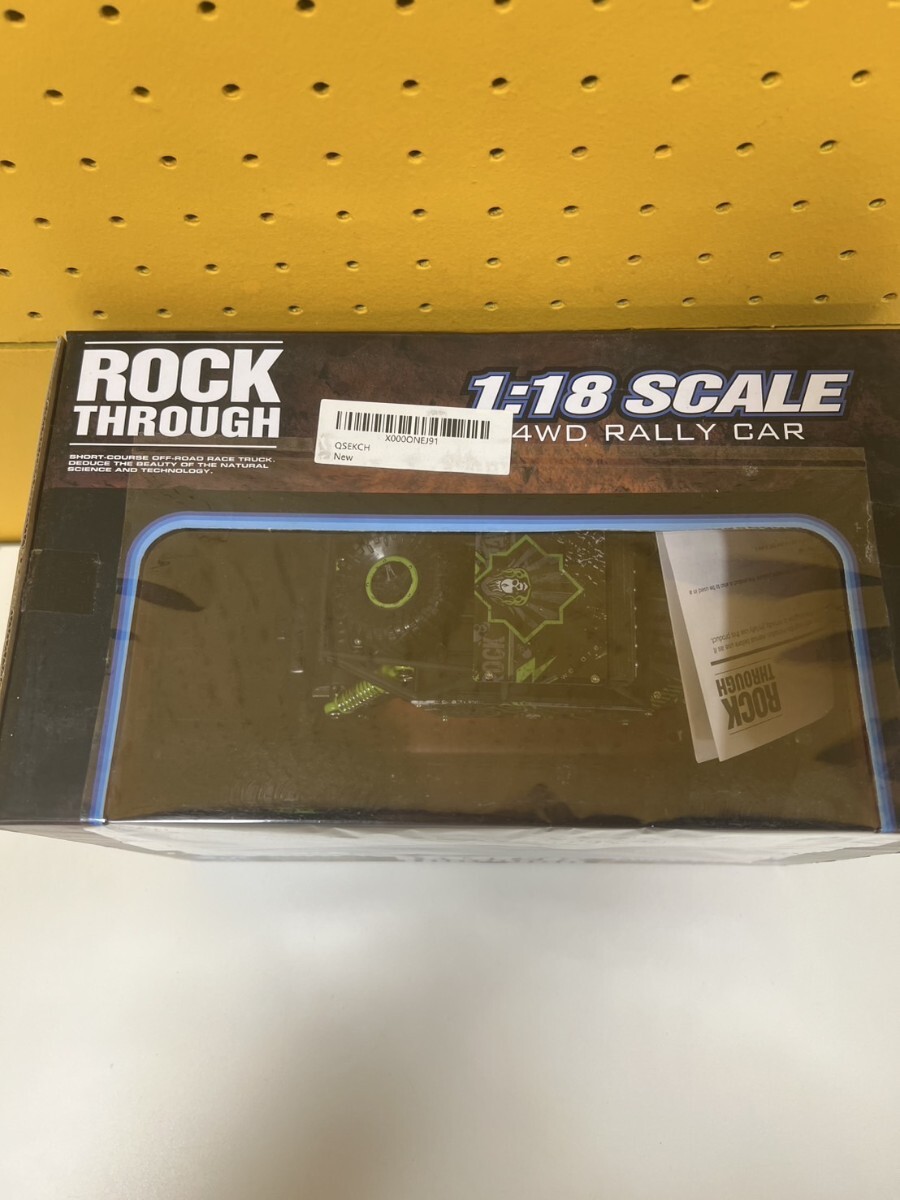 ROCK
THROUGH
SHORT-COURSE OFF-ROAD RACE TRUCK.
DEDUCE THE BEAUTY OF THE NATURAL
SCIENCE AND TECHNOLOGY.
X000ONEJ91
QSEKCH
New
1:18 SCALE
4WD RALLY CAR
ROCK
ROCK
THROUGH